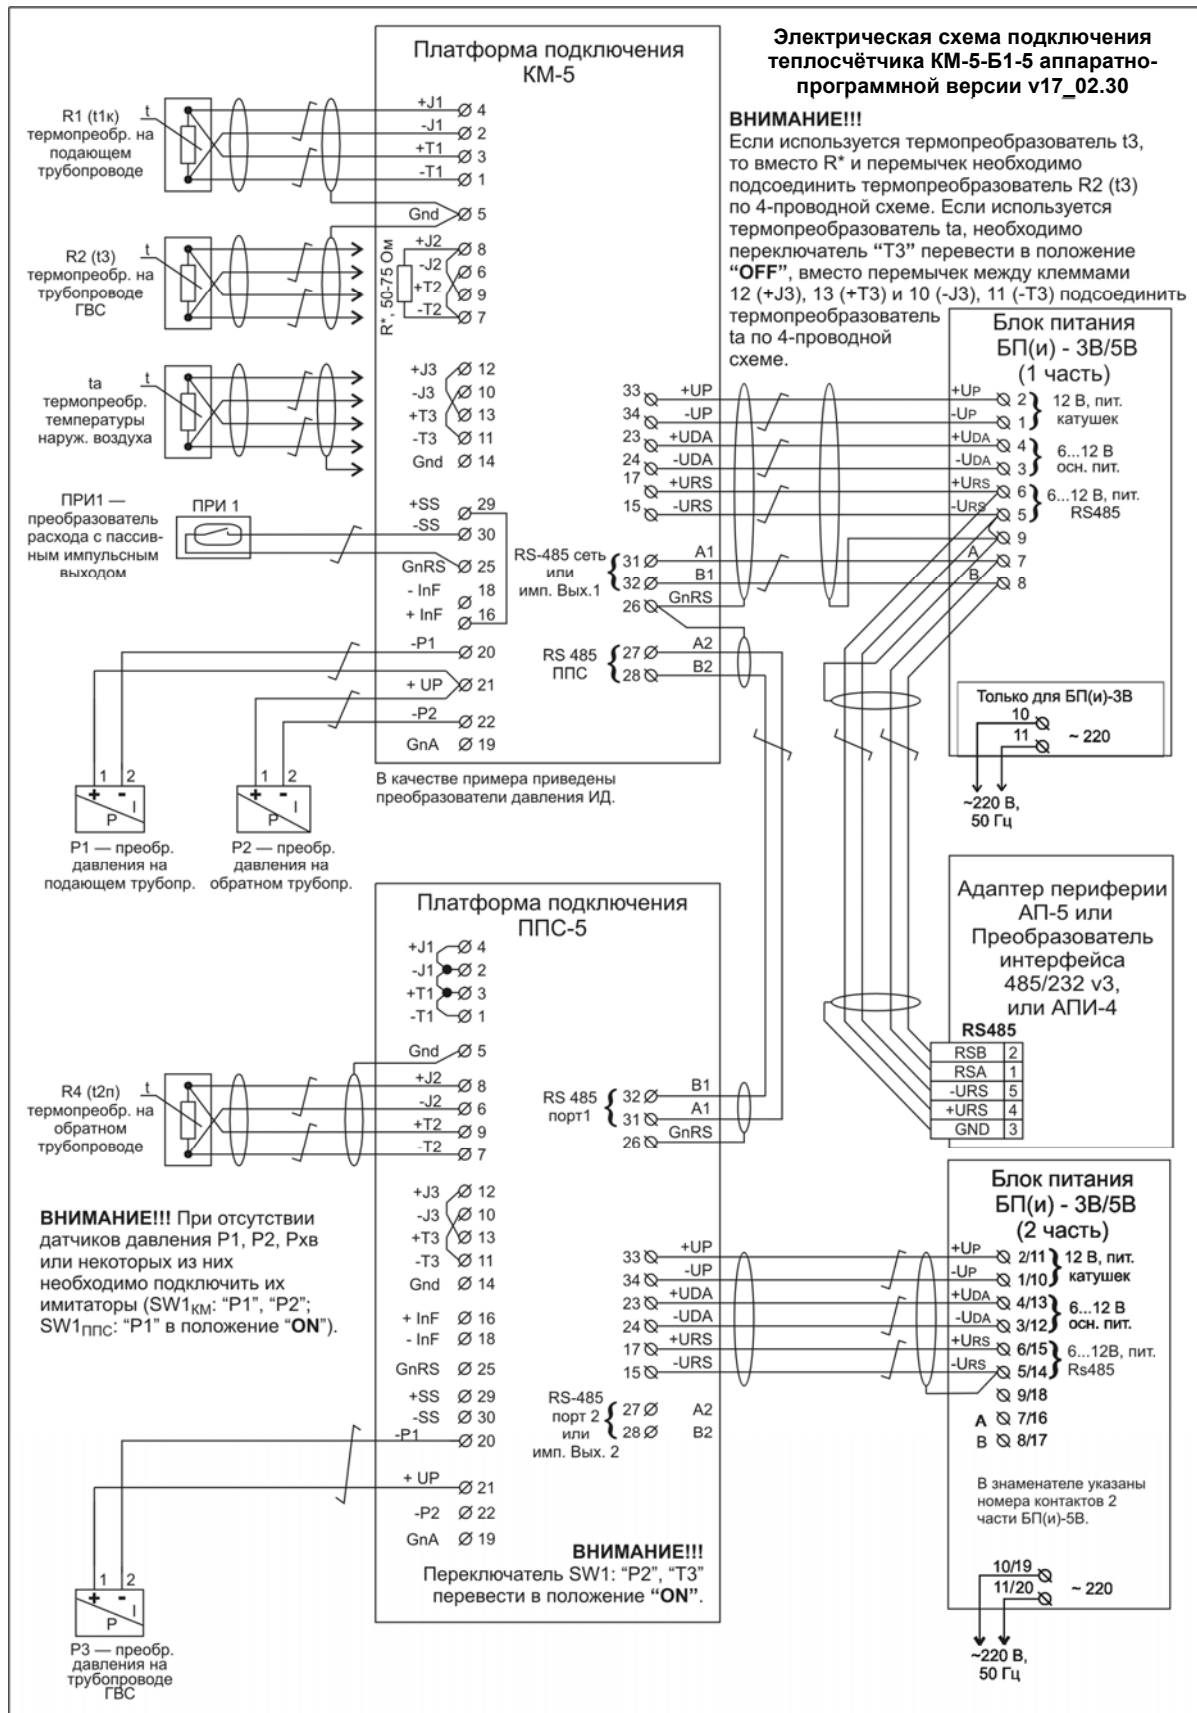 Электрическая схема подключения
теплосчётчика КМ-5-Б1-5 аппаратно-
программной версии v17_02.30
ВНИМАНИЕ!!!
Если используется термопреобразователь t3,
то вместо R* и перемычек необходимо
подсоединить термопреобразователь R2 (t3)
по 4-проводной схеме. Если используется
термопреобразователь ta, необходимо
переключатель “T3” перевести в положение
“OFF”, вместо перемычек между клеммами
12 (+J3), 13 (+T3) и 10 (-J3), 11 (-T3) подсоединить
термопреобразователь
ta по 4-проводной
схеме.
Платформа подключения
КМ-5
R1 (t1к)
термопреобр. на
подающем
трубопроводе
t
+J1 4
-J1 2
+T1 3
-T1 1
Gnd 5
R2 (t3)
термопреобр. на
трубопроводе
ГВС
t
R*, 50-75 Ом
+J2 8
-J2 6
+T2 9
-T2 7
ta
термопреобр.
температуры
наруж. воздуха
t
+J3 12
-J3 10
+T3 13
-T3 11
Gnd 14
ПРИ1 —
преобразователь
расхода с пассив-
ным импульсным
выходом
ПРИ 1
+SS 29
-SS 30
GnRS 25
- InF 18
+ InF 16
-P1 20
+ UP 21
-P2 22
GnA 19
33 +UP
34 -UP
23 +UDA
24 -UDA
17 +URS
15 -URS
RS-485 сеть
или
имп. Вых.1
31 A1
32 B1
26 GnRS
RS 485
ППС
27 A2
28 B2
В качестве примера приведены
преобразователи давления ИД.
1 2
+ -
I
P
P1 — преобр.
давления на
подающем трубопр.
1 2
+ -
I
P
P2 — преобр.
давления на
обратном трубопр.
Блок питания
БП(и) - 3В/5В
(1 часть)
+UP 2
-UP 1
12 В, пит.
катушек
+UDA 4
-UDA 3
6...12 В
осн. пит.
+URS 6
-URS 5
6...12 В, пит.
RS485
9
A 7
B 8
Только для БП(и)-3В
10
11
~ 220
~220 В,
50 Гц
Адаптер периферии
АП-5 или
Преобразователь
интерфейса
485/232 v3,
или АПИ-4
RS485
RSB 2
RSA 1
-URS 5
+URS 4
GND 3
Платформа подключения
ППС-5
+J1 4
-J1 2
+T1 3
-T1 1
Gnd 5
R4 (t2п)
термопреобр. на
обратном
трубопроводе
t
+J2 8
-J2 6
+T2 9
-T2 7
+J3 12
-J3 10
+T3 13
-T3 11
Gnd 14
+ InF 16
- InF 18
GnRS 25
+SS 29
-SS 30
-P1 20
+ UP 21
-P2 22
GnA 19
RS 485
порт1
32 B1
31 A1
26 GnRS
33 +UP
34 -UP
23 +UDA
24 -UDA
17 +URS
15 -URS
RS-485
порт 2
или
имп. Вых. 2
27 A2
28 B2
ВНИМАНИЕ!!!
Переключатель SW1: “P2”, “T3”
перевести в положение “ON”.
ВНИМАНИЕ!!! При отсутствии
датчиков давления P1, P2, Рхв
или некоторых из них
необходимо подключить их
имитаторы (SW1КМ: “P1”, “P2”;
SW1ППС: “P1” в положение “ON”).
1 2
+ -
I
P
P3 — преобр.
давления на
трубопроводе
ГВС
Блок питания
БП(и) - 3В/5В
(2 часть)
+UP 2/11
-UP 1/10
12 В, пит.
катушек
+UDA 4/13
-UDA 3/12
6...12 В
осн. пит.
+URS 6/15
-URS 5/14
6...12В, пит.
Rs485
9/18
A 7/16
B 8/17
В знаменателе указаны
номера контактов 2
части БП(и)-5В.
10/19
11/20
~ 220
~220 В,
50 Гц